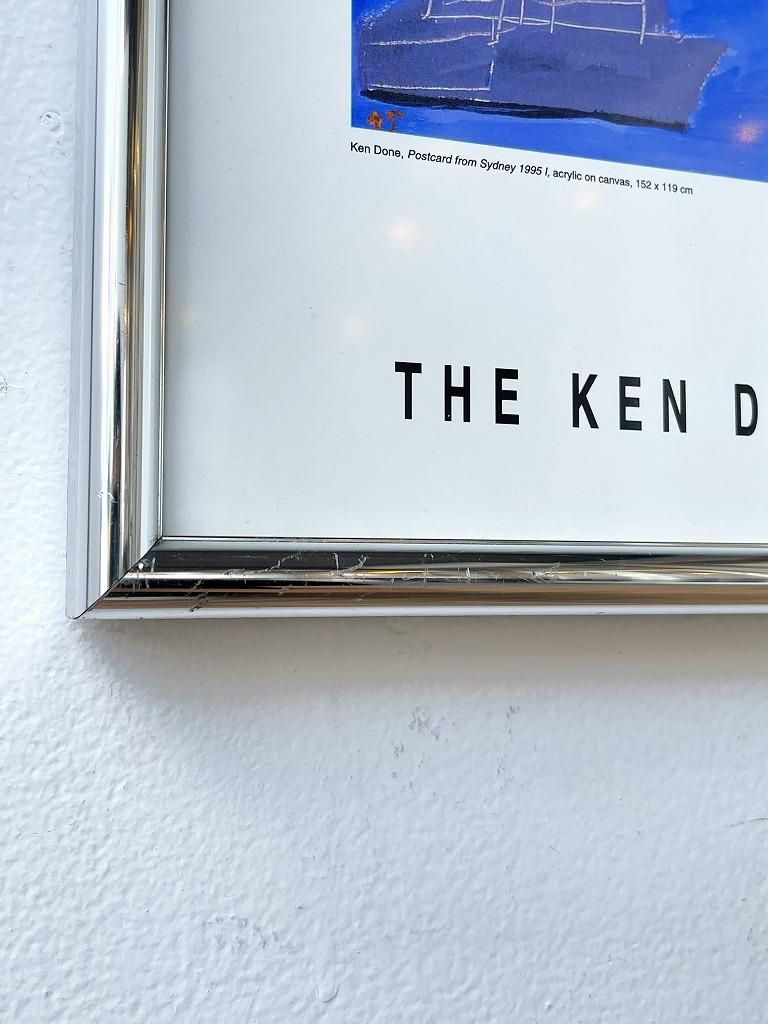 Ken Done, Postcard from Sydney 1995 I, acrylic on canvas, 152 x 119 cm
THE KEN D